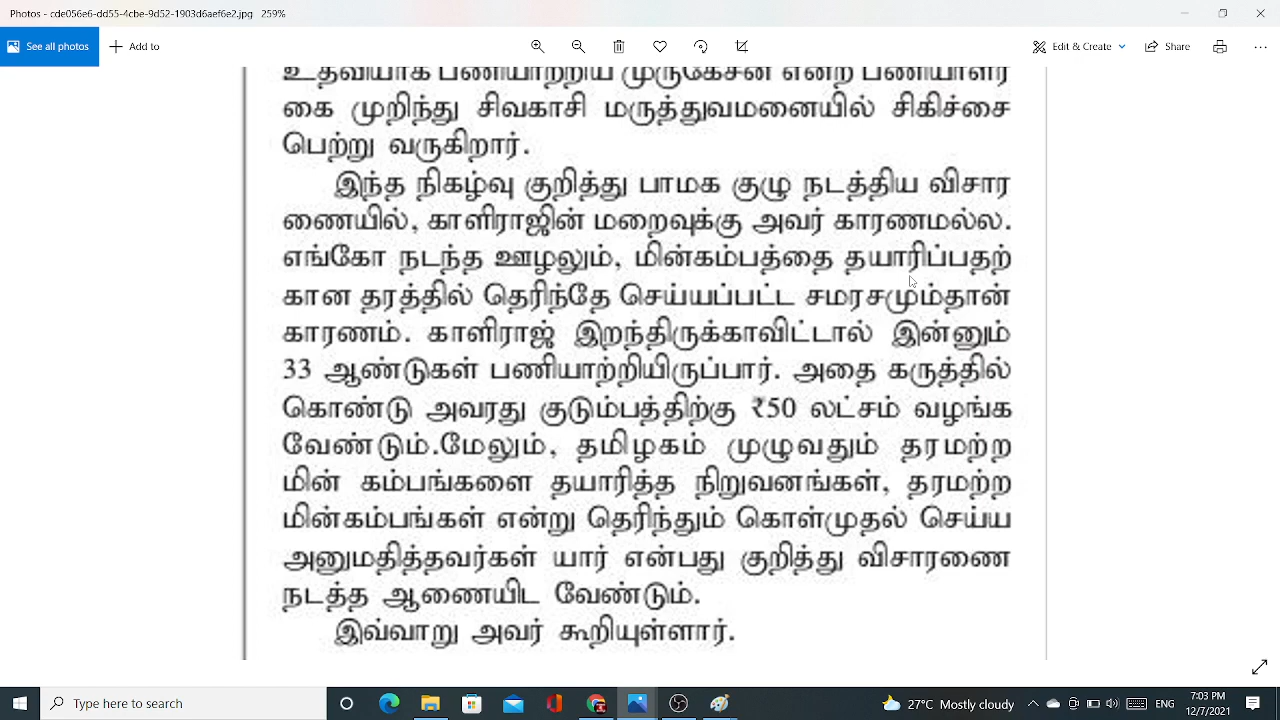 Photos - cde056e6-dd55-4cbe-9d52-1903d6aef6e2.jpg 259%
See all photos + Add to Edit & Create Share
உதவியாக பணியாற்றிய முருகேசன் என்ற பணியாளர்
கை முறிந்து சிவகாசி மருத்துவமனையில் சிகிச்சை
பெற்று வருகிறார்.
இந்த நிகழ்வு குறித்து பாமக குழு நடத்திய விசார
ணையில், காளிராஜின் மறைவுக்கு அவர் காரணமல்ல.
எங்கோ நடந்த ஊழலும், மின்கம்பத்தை தயாரிப்பதற்
கான தரத்தில் தெரிந்தே செய்யப்பட்ட சமரசமும்தான்
காரணம். காளிராஜ் இறந்திருக்காவிட்டால் இன்னும்
33 ஆண்டுகள் பணியாற்றியிருப்பார். அதை கருத்தில்
கொண்டு அவரது குடும்பத்திற்கு ₹50 லட்சம் வழங்க
வேண்டும்.மேலும், தமிழகம் முழுவதும் தரமற்ற
மின் கம்பங்களை தயாரித்த நிறுவனங்கள், தரமற்ற
மின்கம்பங்கள் என்று தெரிந்தும் கொள்முதல் செய்ய
அனுமதித்தவர்கள் யார் என்பது குறித்து விசாரணை
நடத்த ஆணையிட வேண்டும்.
இவ்வாறு அவர் கூறியுள்ளார்.
Type here to search 27°C Mostly cloudy ENG 7:03 PM
12/7/2021